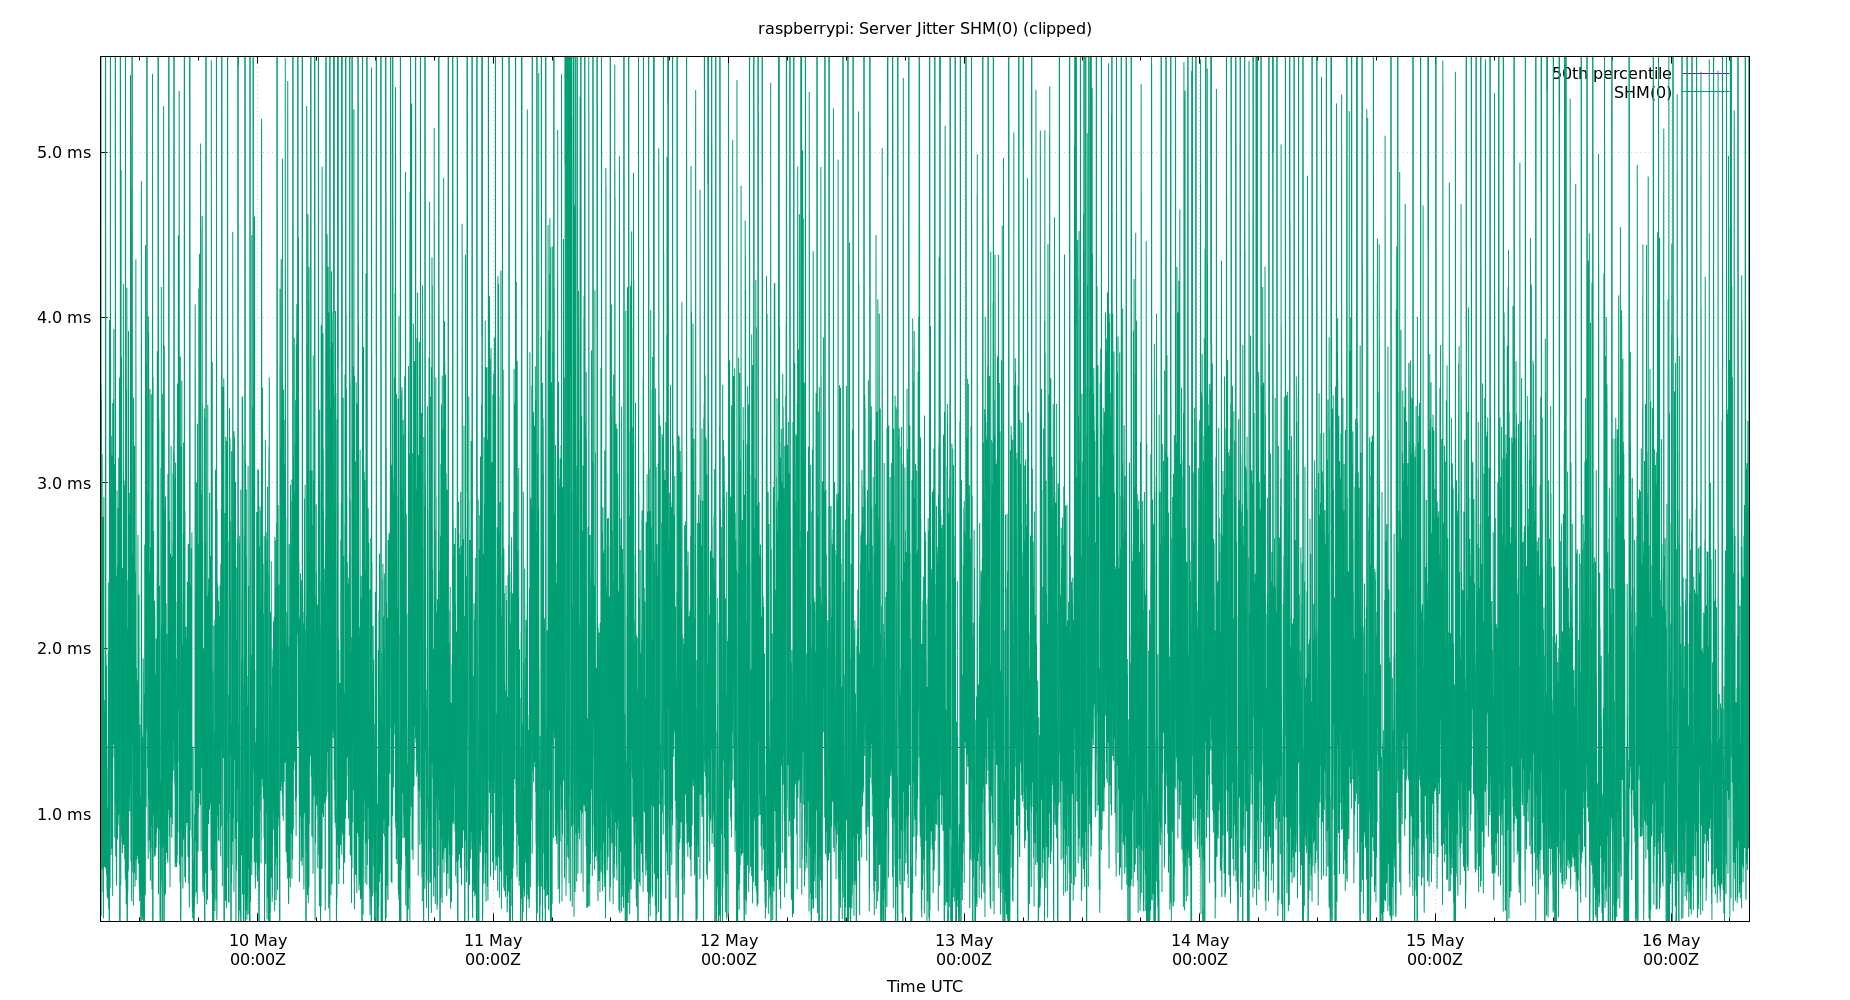 raspberrypi: Server Jitter SHM(0) (clipped)
50th percentile
SHM(0)
5.0 ms
4.0 ms
3.0 ms
2.0 ms
1.0 ms
10 May 11 May 12 May 13 May 14 May 15 May 16 May
00:00Z 00:00Z 00:00Z 00:00Z 00:00Z 00:00Z 00:00Z
Time UTC